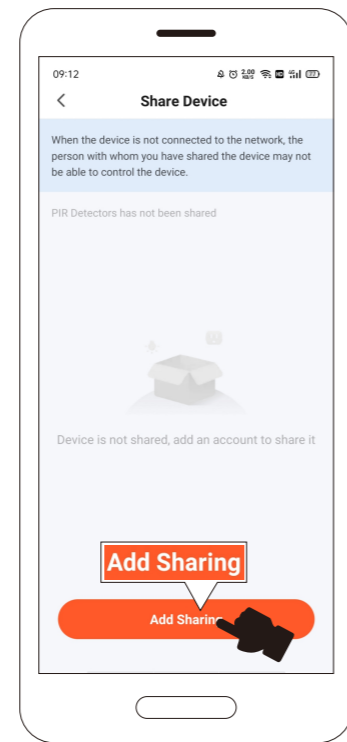 09:12
Share Device
When the device is not connected to the network, the
person with whom you have shared the device may not
be able to control the device.
PIR Detectors has not been shared
Device is not shared, add an account to share it
Add Sharing
Add Sharing